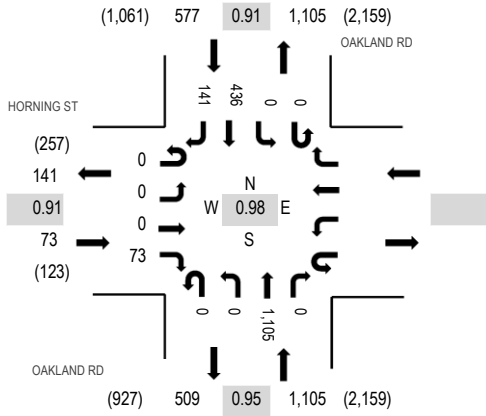 (1,061) 577 0.91 1,105 (2,159)
OAKLAND RD
141 436 0 0
HORNING ST
(257)
141
0.91
73
(123)
0
0
0
73
N
W 0.98 E
S
0 0 1,105 0
OAKLAND RD
(927) 509 0.95 1,105 (2,159)